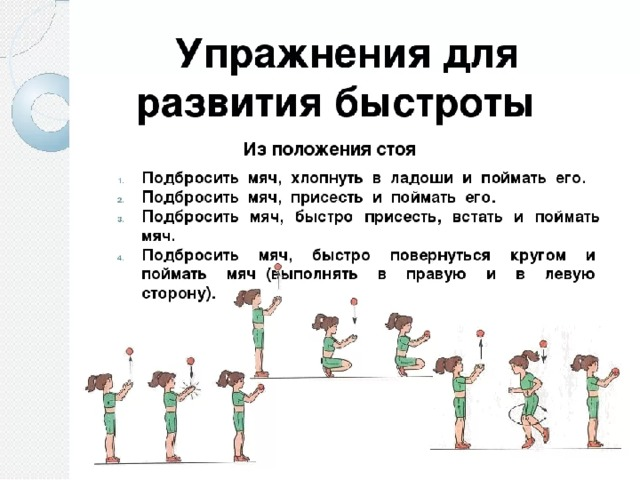 Упражнения для
развития быстроты
Из положения стоя
1. Подбросить мяч, хлопнуть в ладоши и поймать его.
2. Подбросить мяч, присесть и поймать его.
3. Подбросить мяч, быстро присесть, встать и поймать
мяч.
4. Подбросить мяч, быстро повернуться кругом и
поймать мяч (выполнять в правую и в левую
сторону).